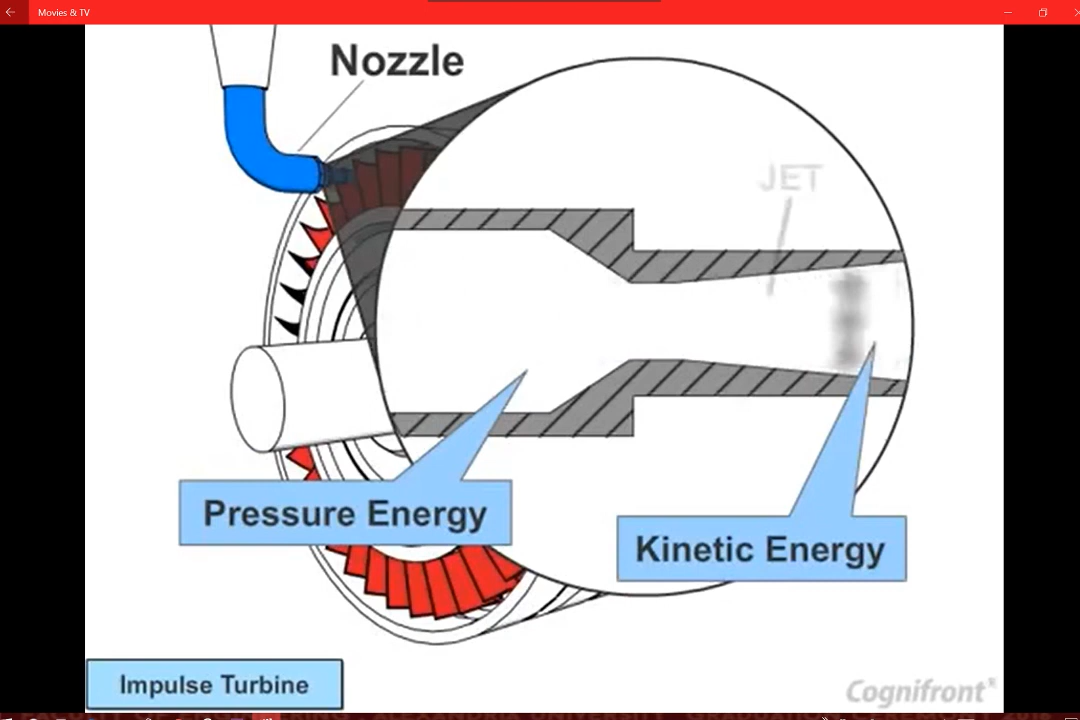 Movies & TV
Nozzle
JET
Pressure Energy
Kinetic Energy
Impulse Turbine
Cognifront